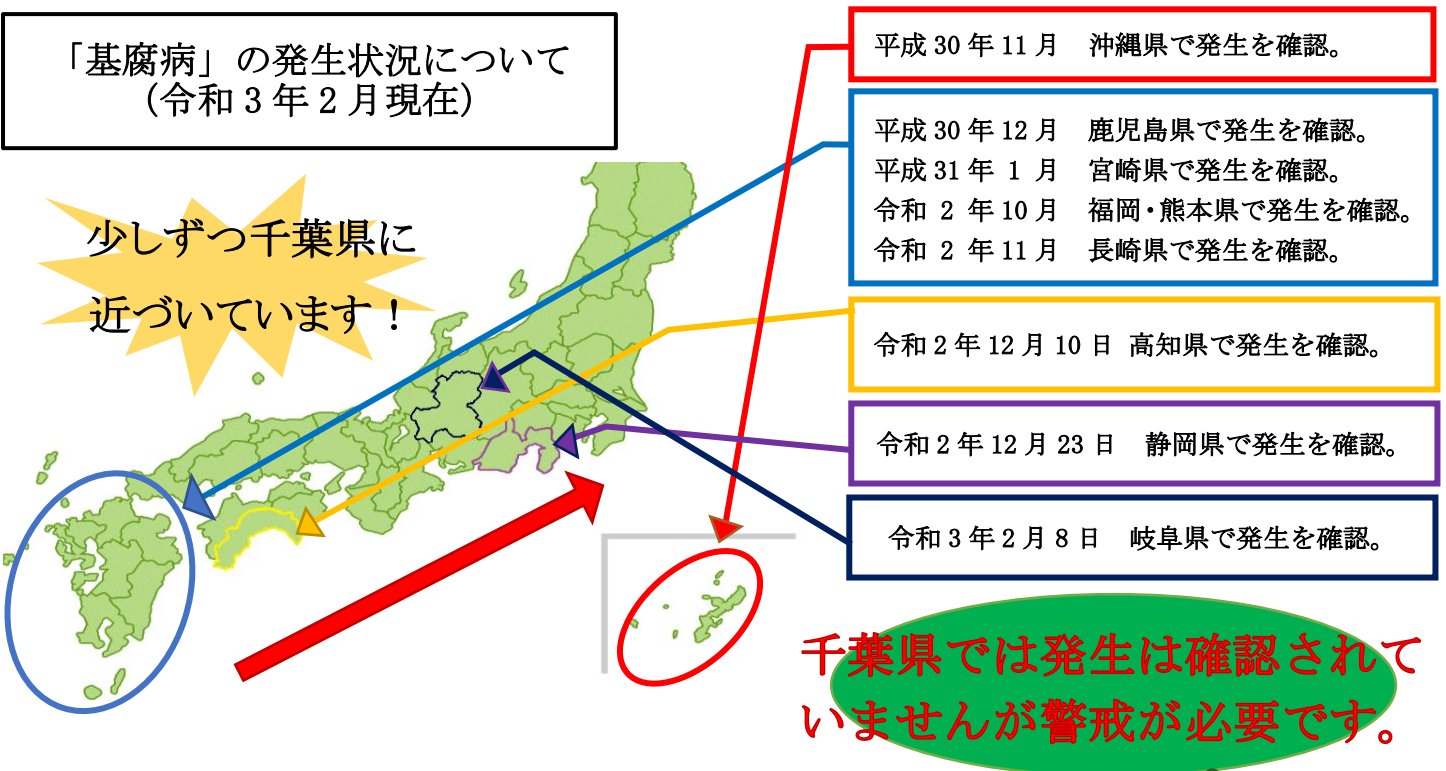 「基腐病」の発生状況について
（令和３年２月現在）
少しずつ千葉県に
近づいています！
平成 30 年 11 月　沖縄県で発生を確認。
平成 30 年 12 月　鹿児島県で発生を確認。
平成 31 年 １ 月　宮崎県で発生を確認。
令和 ２ 年 10 月　福岡・熊本県で発生を確認。
令和 ２ 年 11 月　長崎県で発生を確認。
令和２年 12 月 10 日 高知県で発生を確認。
令和２年 12 月 23 日　静岡県で発生を確認。
令和３年２月８日　岐阜県で発生を確認。
千葉県では発生は確認されて
いませんが警戒が必要です。